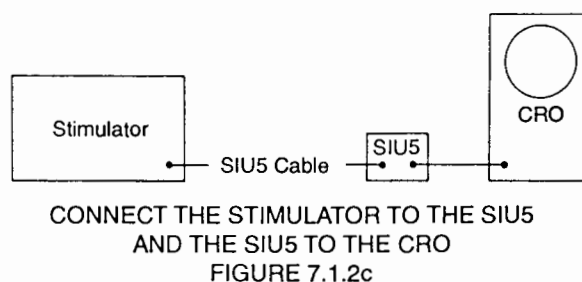 CRO
Stimulator
SIU5
SIU5 Cable
CONNECT THE STIMULATOR TO THE SIU5
AND THE SIU5 TO THE CRO
FIGURE 7.1.2c